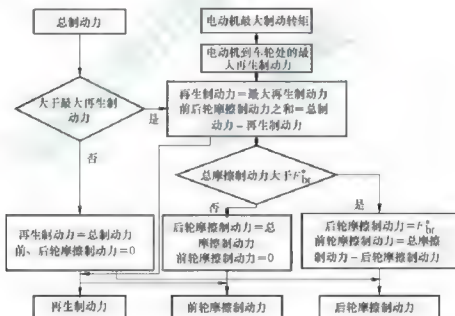 总制动力
电动机最大制动转矩
电动机到车轮处的最
大再生制动力
大于最大再生制
动力
是
再生制动力=最大再生制动力
前后轮摩擦制动力之和=总制
动力-再生制动力
否
总摩擦制动力大于F*br
否
是
再生制动力=总制动力
前、后轮摩擦制动力=0
后轮摩擦制动力=总
摩擦制动力
前轮摩擦制动力=0
后轮摩擦制动力=F*br
前轮摩擦制动力=总摩擦
制动力-后轮摩擦制动力
再生制动力
前轮摩擦制动力
后轮摩擦制动力